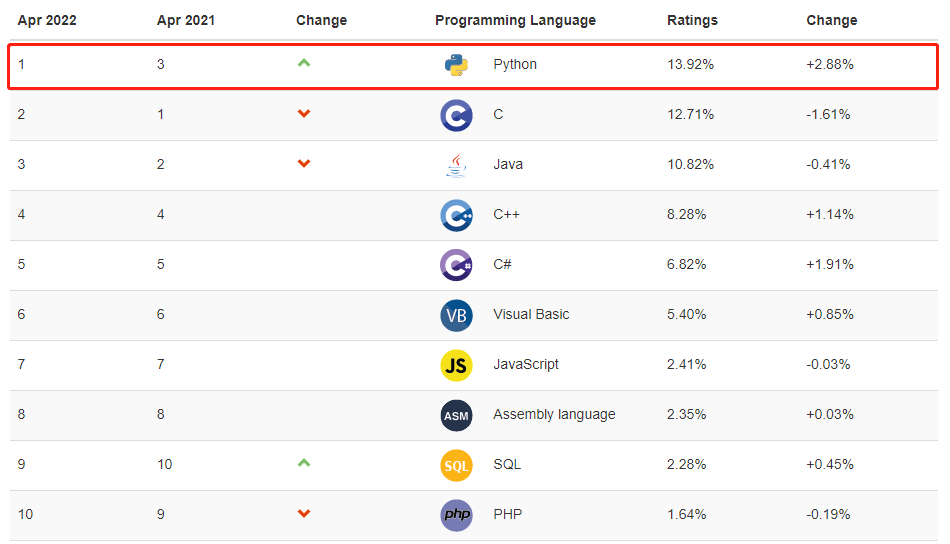 Apr 2022 Apr 2021 Change Programming Language Ratings Change
1 3 Python 13.92% +2.88%
2 1 C C 12.71% -1.61%
3 2 Java 10.82% -0.41%
4 4 C++ C++ 8.28% +1.14%
5 5 C# C# 6.82% +1.91%
6 6 VB Visual Basic 5.40% +0.85%
7 7 JS JavaScript 2.41% -0.03%
8 8 ASM Assembly language 2.35% +0.03%
9 10 SQL SQL 2.28% +0.45%
10 9 php PHP 1.64% -0.19%